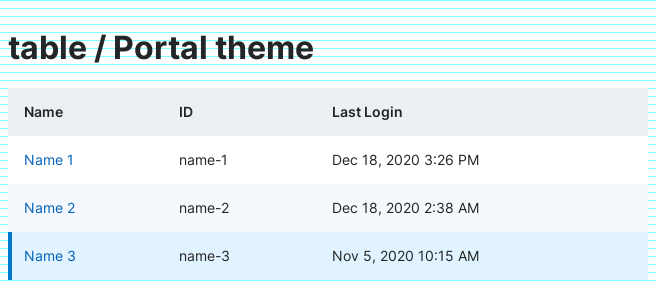 table / Portal theme
Name ID Last Login
Name 1 name-1 Dec 18, 2020 3:26 PM
Name 2 name-2 Dec 18, 2020 2:38 AM
Name 3 name-3 Nov 5, 2020 10:15 AM